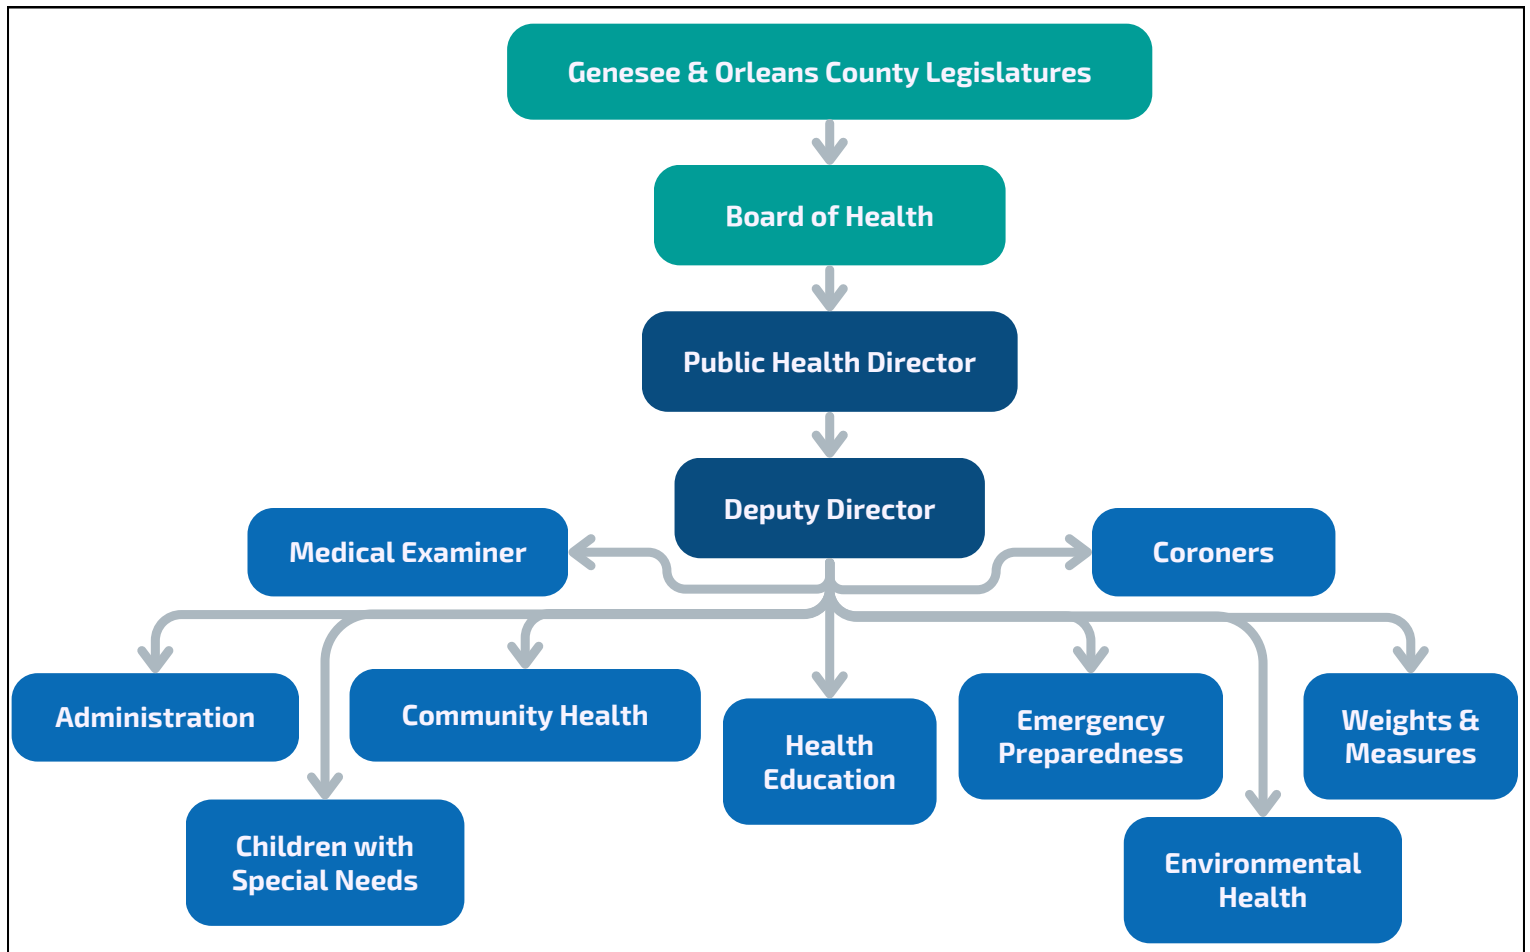 Genesee & Orleans County Legislatures
Board of Health
Public Health Director
Deputy Director
Medical Examiner
Coroners
Administration
Community Health
Health
Education
Emergency
Preparedness
Weights &
Measures
Children with
Special Needs
Environmental
Health